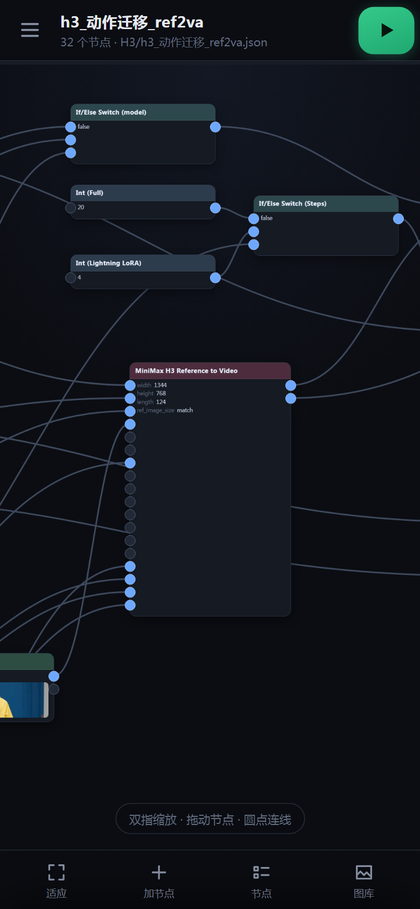 h3_动作迁移_ref2va
32 个节点 · H3/h3_动作迁移_ref2va.json
If/Else Switch (model)
false
Int (Full)
20
If/Else Switch (Steps)
false
Int (Lightning LoRA)
4
MiniMax H3 Reference to Video
width 1344
height 768
length 124
ref_image_size match
双指缩放 · 拖动节点 · 圆点连线
适应
加节点
节点
图库